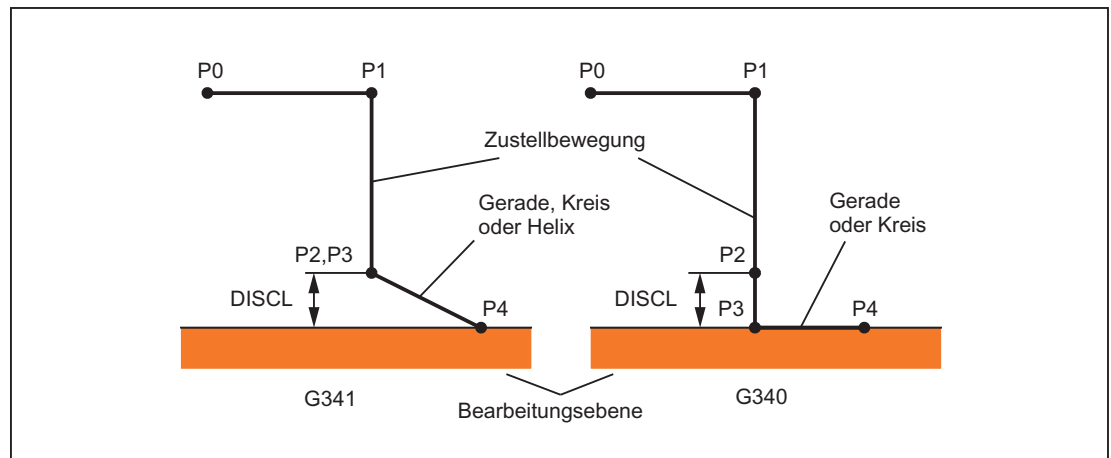 P0
P1
P0
P1
Zustellbewegung
Gerade, Kreis
oder Helix
Gerade
oder Kreis
P2,P3
P2
DISCL
DISCL
P4
P3
P4
G341
G340
Bearbeitungsebene